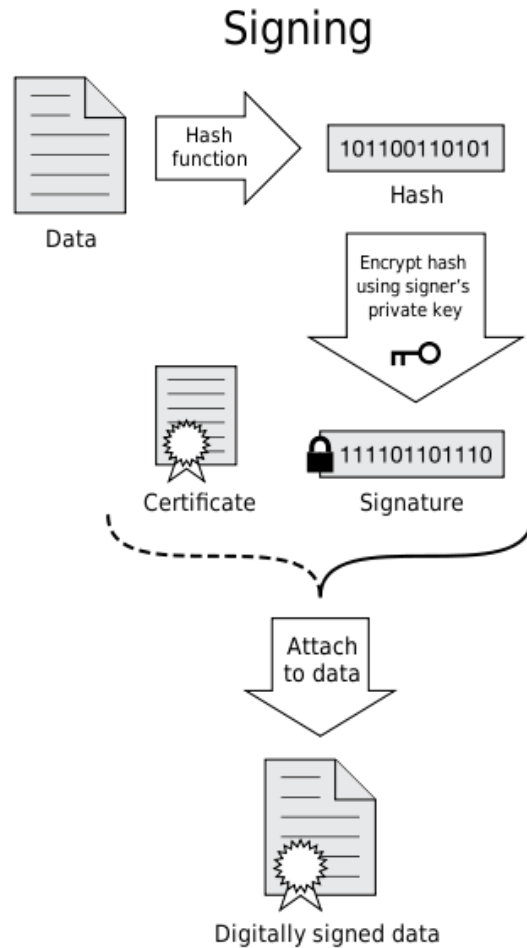 Signing
Hash
function
101100110101
Hash
Data
Encrypt hash
using signer's
private key
111101101110
Certificate
Signature
Attach
to data
Digitally signed data